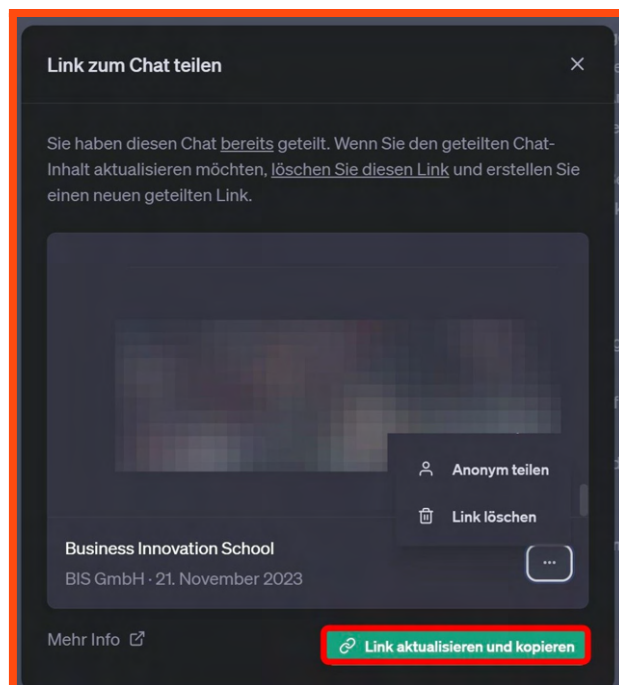 Link zum Chat teilen
Sie haben diesen Chat bereits geteilt. Wenn Sie den geteilten Chat-
Inhalt aktualisieren möchten, löschen Sie diesen Link und erstellen Sie
einen neuen geteilten Link.
Anonym teilen
Link löschen
Business Innovation School
BIS GmbH · 21. November 2023
Mehr Info
Link aktualisieren und kopieren